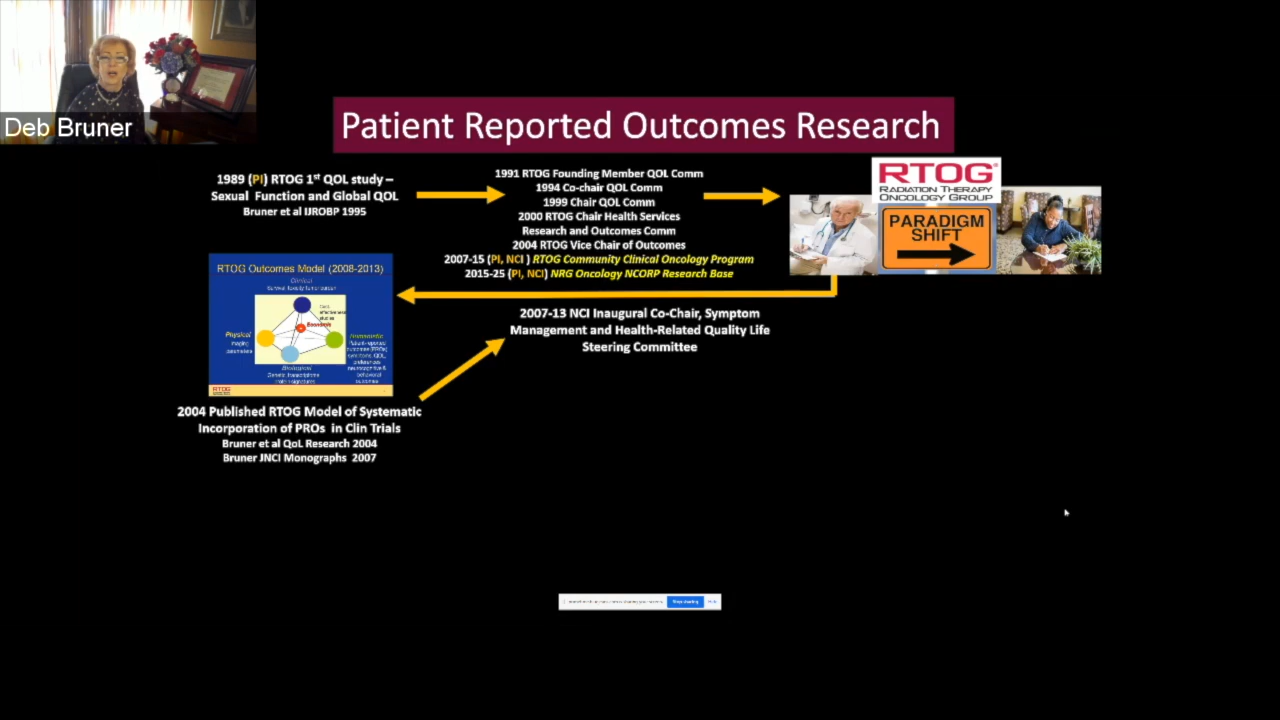 Deb Bruner
Patient Reported Outcomes Research
1989 (PI) RTOG 1st QOL study –
Sexual Function and Global QOL
Bruner et al IJROBP 1995
1991 RTOG Founding Member QOL Comm
1994 Co-chair QOL Comm
1999 Chair QOL Comm
2000 RTOG Chair Health Services
Research and Outcomes Comm
2004 RTOG Vice Chair of Outcomes
2007-15 (PI, NCI ) RTOG Community Clinical Oncology Program
2015-25 (PI, NCI) NRG Oncology NCORP Research Base
RTOG
RADIATION THERAPY
ONCOLOGY GROUP
PARADIGM
SHIFT
RTOG Outcomes Model (2008-2013)
Clinical
Economic
Physical
Imaging
parameters
Humanistic
Biological
RTOG
2007-13 NCI Inaugural Co-Chair, Symptom
Management and Health-Related Quality Life
Steering Committee
2004 Published RTOG Model of Systematic
Incorporation of PROs in Clin Trials
Bruner et al QoL Research 2004
Bruner JNCI Monographs 2007
Stop sharing